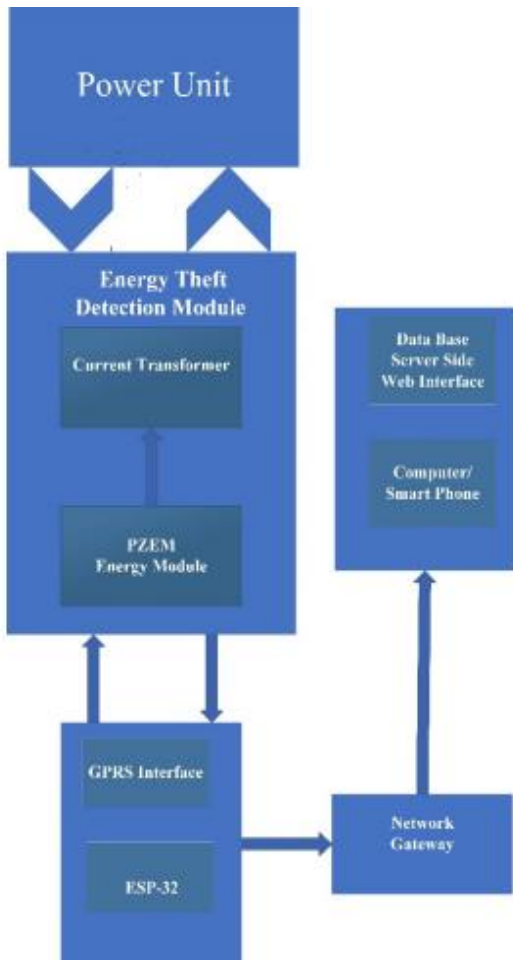 Power Unit
Energy Theft
Detection Module
Current Transformer
PZEM
Energy Module
Data Base
Server Side
Web Interface
Computer/
Smart Phone
GPRS Interface
ESP-32
Network
Gateway